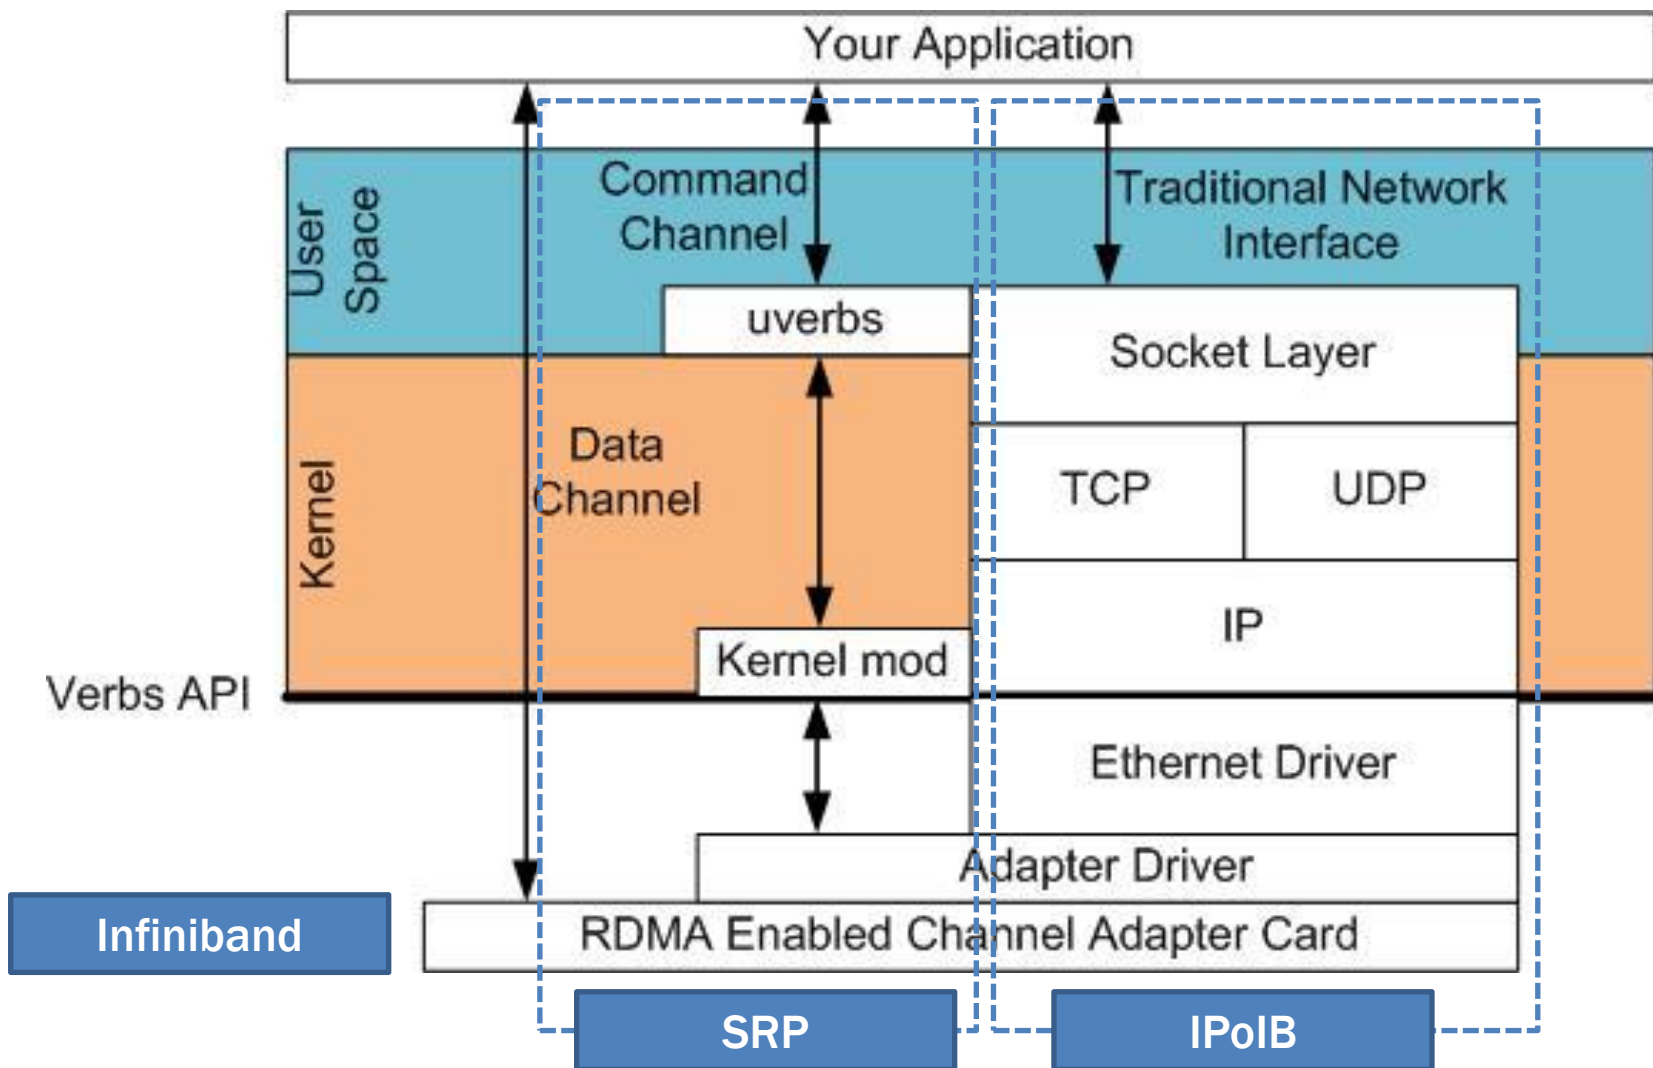 Your Application
Command
Channel
Traditional Network
Interface
User
Space
uverbs
Socket Layer
Data
Channel
TCP
UDP
Kernel
IP
Kernel mod
Verbs API
Ethernet Driver
Adapter Driver
Infiniband
RDMA Enabled Channel Adapter Card
SRP
IPoIB